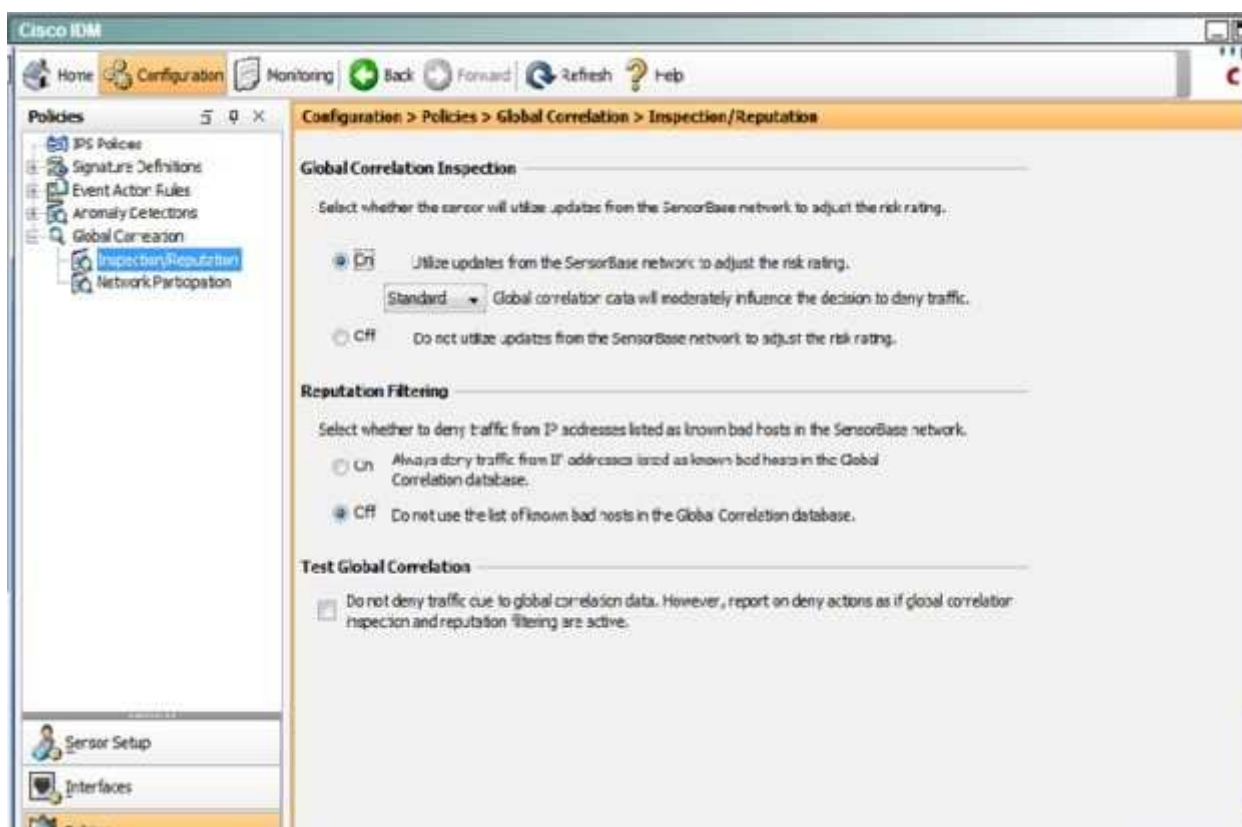 Cisco IDM
Home Configuration Monitoring Back Forward Refresh Help
Policies
IPS Policies
Signature Definitions
Event Action Rules
Anomaly Detections
Global Correlation
Inspection/Reputation
Network Participation
Sensor Setup
Interfaces
Configuration > Policies > Global Correlation > Inspection/Reputation
Global Correlation Inspection
Select whether the sensor will utilize updates from the SensorBase network to adjust the risk rating.
On Utilize updates from the SensorBase network to adjust the risk rating.
Standard Global correlation data will moderately influence the decision to deny traffic.
Off Do not utilize updates from the SensorBase network to adjust the risk rating.
Reputation Filtering
Select whether to deny traffic from IP addresses listed as known bad hosts in the SensorBase network.
On Always deny traffic from IP addresses listed as known bad hosts in the Global
Correlation database.
Off Do not use the list of known bad hosts in the Global Correlation database.
Test Global Correlation
Do not deny traffic due to global correlation data. However, report on deny actions as if global correlation
inspection and reputation filtering are active.